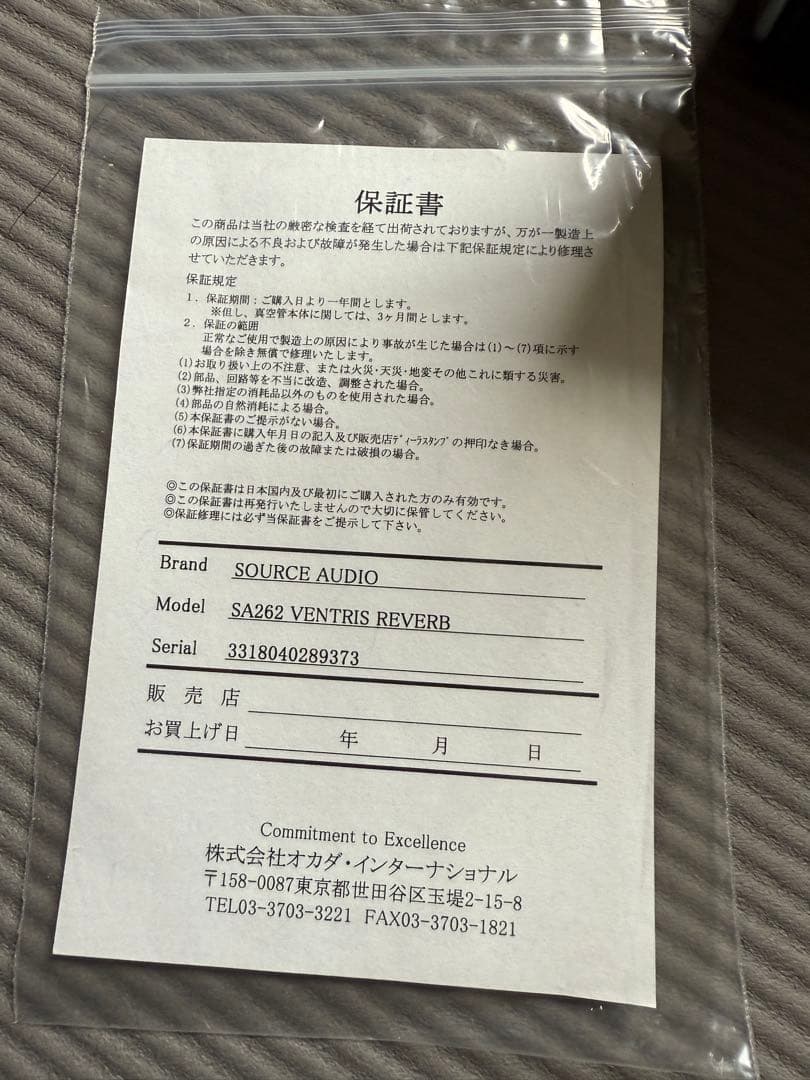 保証書
この商品は当社の厳密な検査を経て出荷されておりますが、万が一製造上
の原因による不良および故障が発生した場合は下記保証規定により修理さ
せていただきます。
保証規定
1．保証期間：ご購入日より一年間とします。
※但し、真空管本体に関しては、3ヶ月間とします。
2．保証の範囲
正常なご使用で製造上の原因により事故が生じた場合は(1)～(7)項に示す
場合を除き無償で修理いたします。
(1)お取り扱い上の不注意、または火災・天災・地変その他これに類する災害。
(2)部品、回路等を不当に改造、調整された場合。
(3)弊社指定の消耗品以外のものを使用された場合。
(4)部品の自然消耗による場合。
(5)本保証書のご提示がない場合。
(6)本保証書に購入年月日の記入及び販売店ﾃﾞｨｰﾗｽﾀﾝﾌﾟの押印なき場合。
(7)保証期間の過ぎた後の故障または破損の場合。
◎この保証書は日本国内及び最初にご購入された方のみ有効です。
◎この保証書は再発行いたしませんので大切に保管してください。
◎保証修理には必ず当保証書をご提示して下さい。
Brand SOURCE AUDIO
Model SA262 VENTRIS REVERB
Serial 3318040289373
販売店
お買上げ日 年 月 日
Commitment to Excellence
株式会社オカダ・インターナショナル
〒158-0087東京都世田谷区玉堤2-15-8
TEL03-3703-3221 FAX03-3703-1821